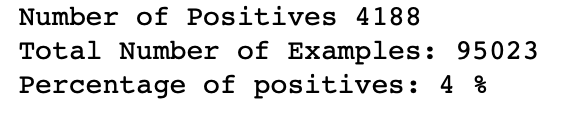 Number of Positives 4188
Total Number of Examples: 95023
Percentage of positives: 4 %